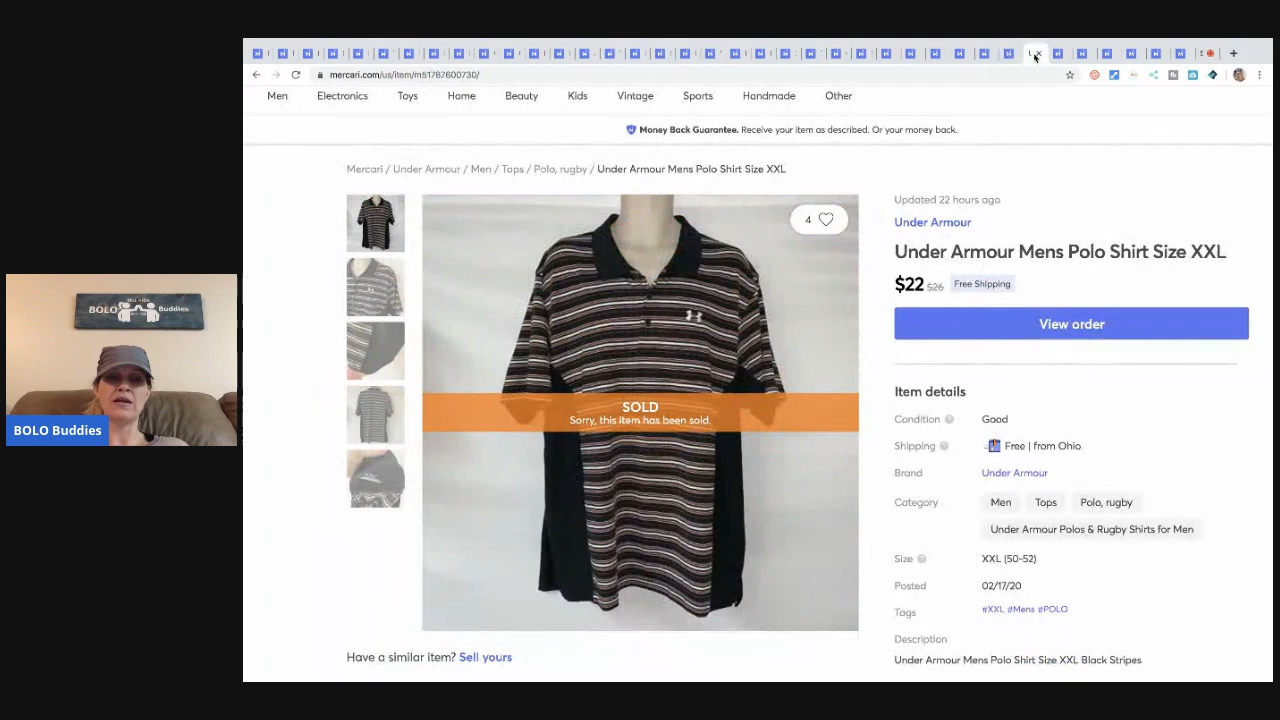 mercari.com/us/item/m51787600730/
Men Electronics Toys Home Beauty Kids Vintage Sports Handmade Other
Money Back Guarantee. Receive your item as described. Or your money back.
Mercari / Under Armour / Men / Tops / Polo, rugby / Under Armour Mens Polo Shirt Size XXL
4
SOLD
Sorry, this item has been sold.
Have a similar item? Sell yours
Updated 22 hours ago
Under Armour
Under Armour Mens Polo Shirt Size XXL
$22 $26 Free Shipping
View order
Item details
Condition Good
Shipping Free | from Ohio
Brand Under Armour
Category Men Tops Polo, rugby
Under Armour Polos & Rugby Shirts for Men
Size XXL (50-52)
Posted 02/17/20
Tags #XXL #Mens #POLO
Description
Under Armour Mens Polo Shirt Size XXL Black Stripes
BOLO Buddies
BOLO Buddies